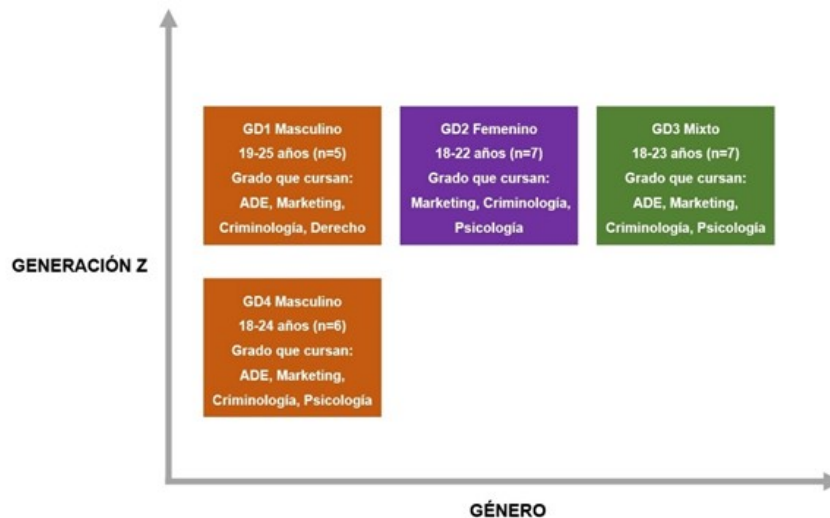 GD1 Masculino
19-25 años (n=5)
Grado que cursan:
ADE, Marketing,
Criminología, Derecho
GD2 Femenino
18-22 años (n=7)
Grado que cursan:
Marketing, Criminología,
Psicología
GD3 Mixto
18-23 años (n=7)
Grado que cursan:
ADE, Marketing,
Criminología, Psicología
GENERACIÓN Z
GD4 Masculino
18-24 años (n=6)
Grado que cursan:
ADE, Marketing,
Criminología, Psicología
GÉNERO